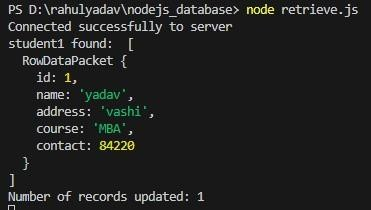 PS D:\rahulyadav\nodejs_database> node retrieve.js
Connected successfully to server
student1 found:  [
  RowDataPacket {
    id: 1,
    name: 'yadav',
    address: 'vashi',
    course: 'MBA',
    contact: 84220
  }
]
Number of records updated: 1